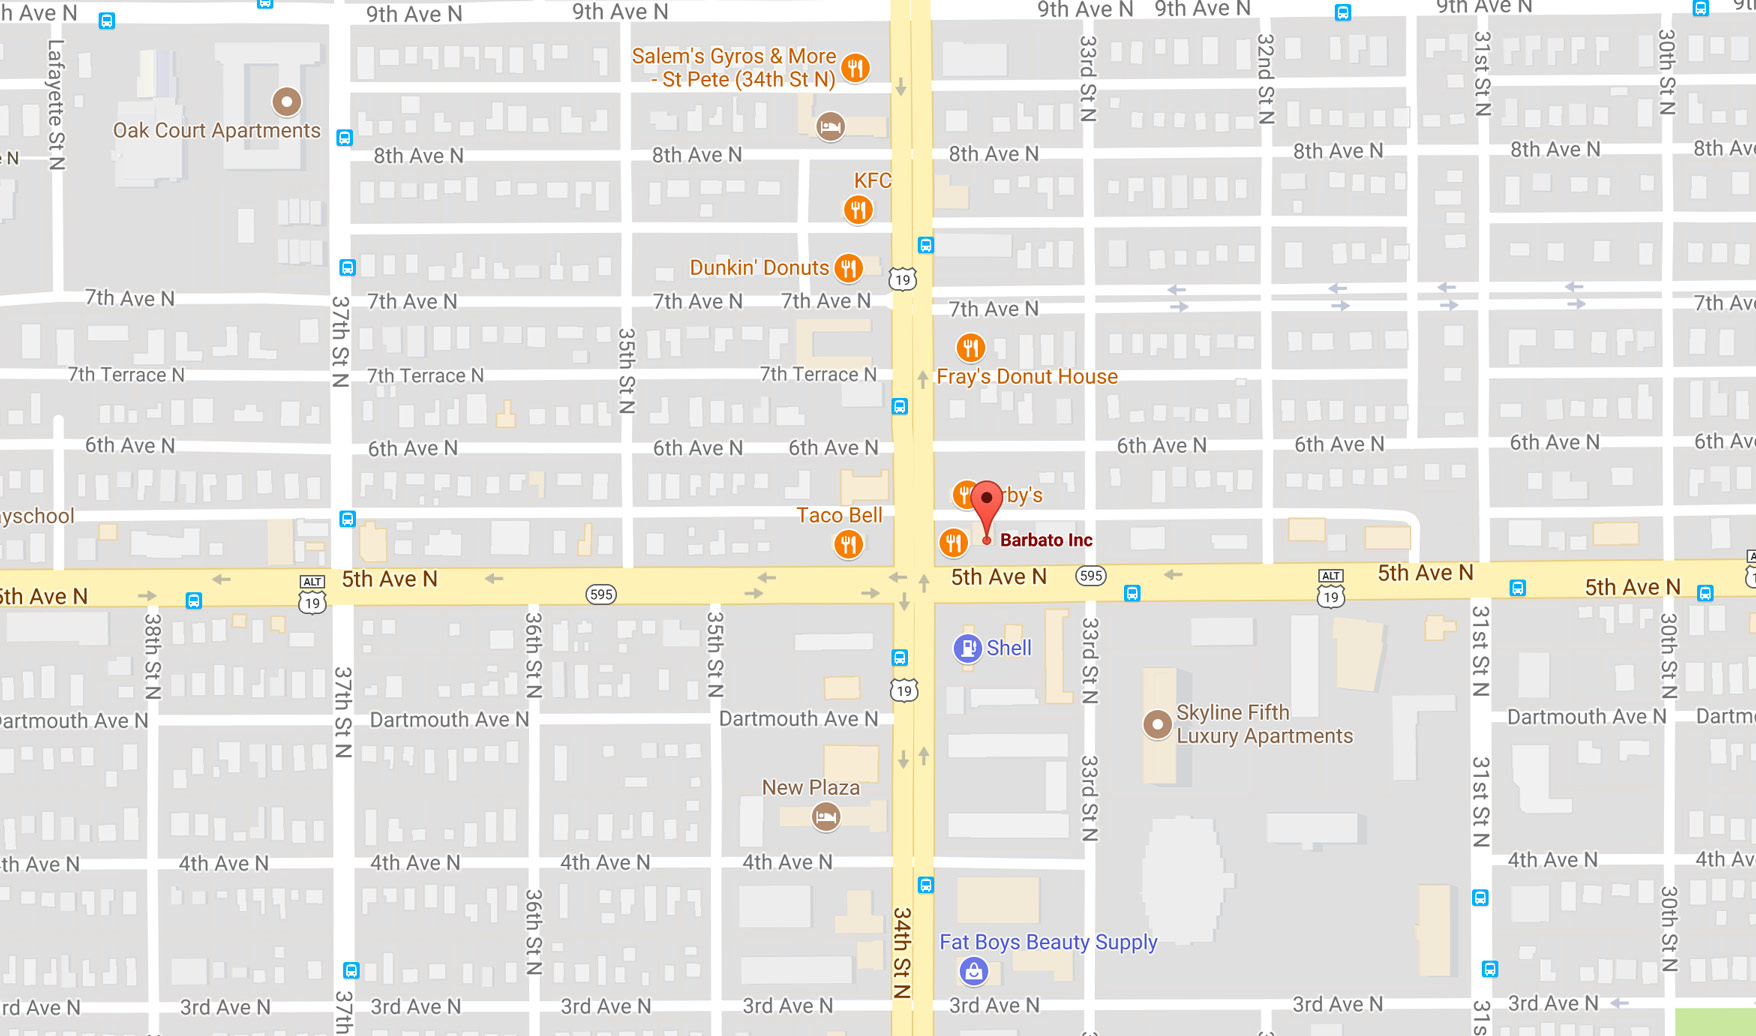 h Ave N
9th Ave N
9th Ave N
9th Ave N
9th Ave N
9th Ave N
Lafayette St N
Salem's Gyros & More
- St Pete (34th St N)
33rd St N
32nd St N
31st St N
30th St N
Oak Court Apartments
e N
8th Ave N
8th Ave N
8th Ave N
8th Ave N
8th Ave N
8th Av
KFC
Dunkin' Donuts
19
7th Ave N
7th Ave N
7th Ave N
7th Ave N
7th Ave N
7th Av
37th St N
35th St N
7th Terrace N
7th Terrace N
7th Terrace N
Fray's Donut House
6th Ave N
6th Ave N
6th Ave N
6th Ave N
6th Ave N
6th Ave N
6th Ave N
6th Av
rby's
yschool
Taco Bell
Barbato Inc
5th Ave N
5th Ave N
5th Ave N
5th Ave N
5th Ave N
ALT
19
595
595
ALT
19
38th St N
36th St N
35th St N
33rd St N
31st St N
30th St N
Shell
37th St N
19
Dartmouth Ave N
Dartmouth Ave N
Dartmouth Ave N
Dartmouth Ave N
Dartm
Skyline Fifth
Luxury Apartments
33rd St N
31st St N
New Plaza
th Ave N
4th Ave N
4th Ave N
4th Ave N
4th Ave N
4th Ave N
4th Av
36th St N
34th St N
30th St N
Fat Boys Beauty Supply
rd Ave N
3rd Ave N
3rd Ave N
3rd Ave N
3rd Ave N
3rd Ave N
3rd Ave N
3rd Ave N
37th
31s